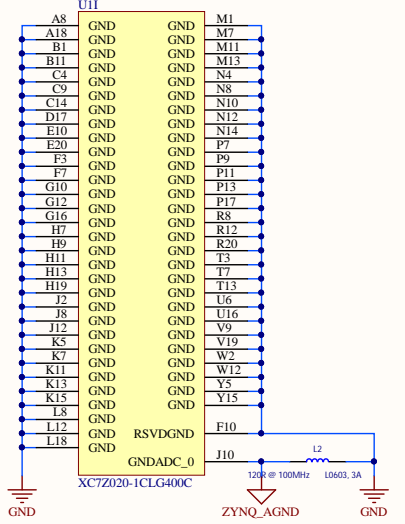 U1I
A8 GND GND M1
A18 GND GND M7
B1 GND GND M11
B11 GND GND M13
C4 GND GND N4
C9 GND GND N8
C14 GND GND N10
D17 GND GND N12
E10 GND GND N14
E20 GND GND P7
F3 GND GND P9
F7 GND GND P11
G10 GND GND P13
G12 GND GND P17
G16 GND GND R8
H7 GND GND R12
H9 GND GND R20
H11 GND GND T3
H13 GND GND T7
H19 GND GND T13
J2 GND GND U6
J8 GND GND U16
J12 GND GND V9
K5 GND GND V19
K7 GND GND W2
K11 GND GND W12
K13 GND GND Y5
K15 GND GND Y15
L8 GND
L12 GND RSVDGND F10
L18 GND
GNDADC_0 J10
L2
120R @ 100MHz L0603, 3A
XC7Z020-1CLG400C
GND ZYNQ_AGND GND